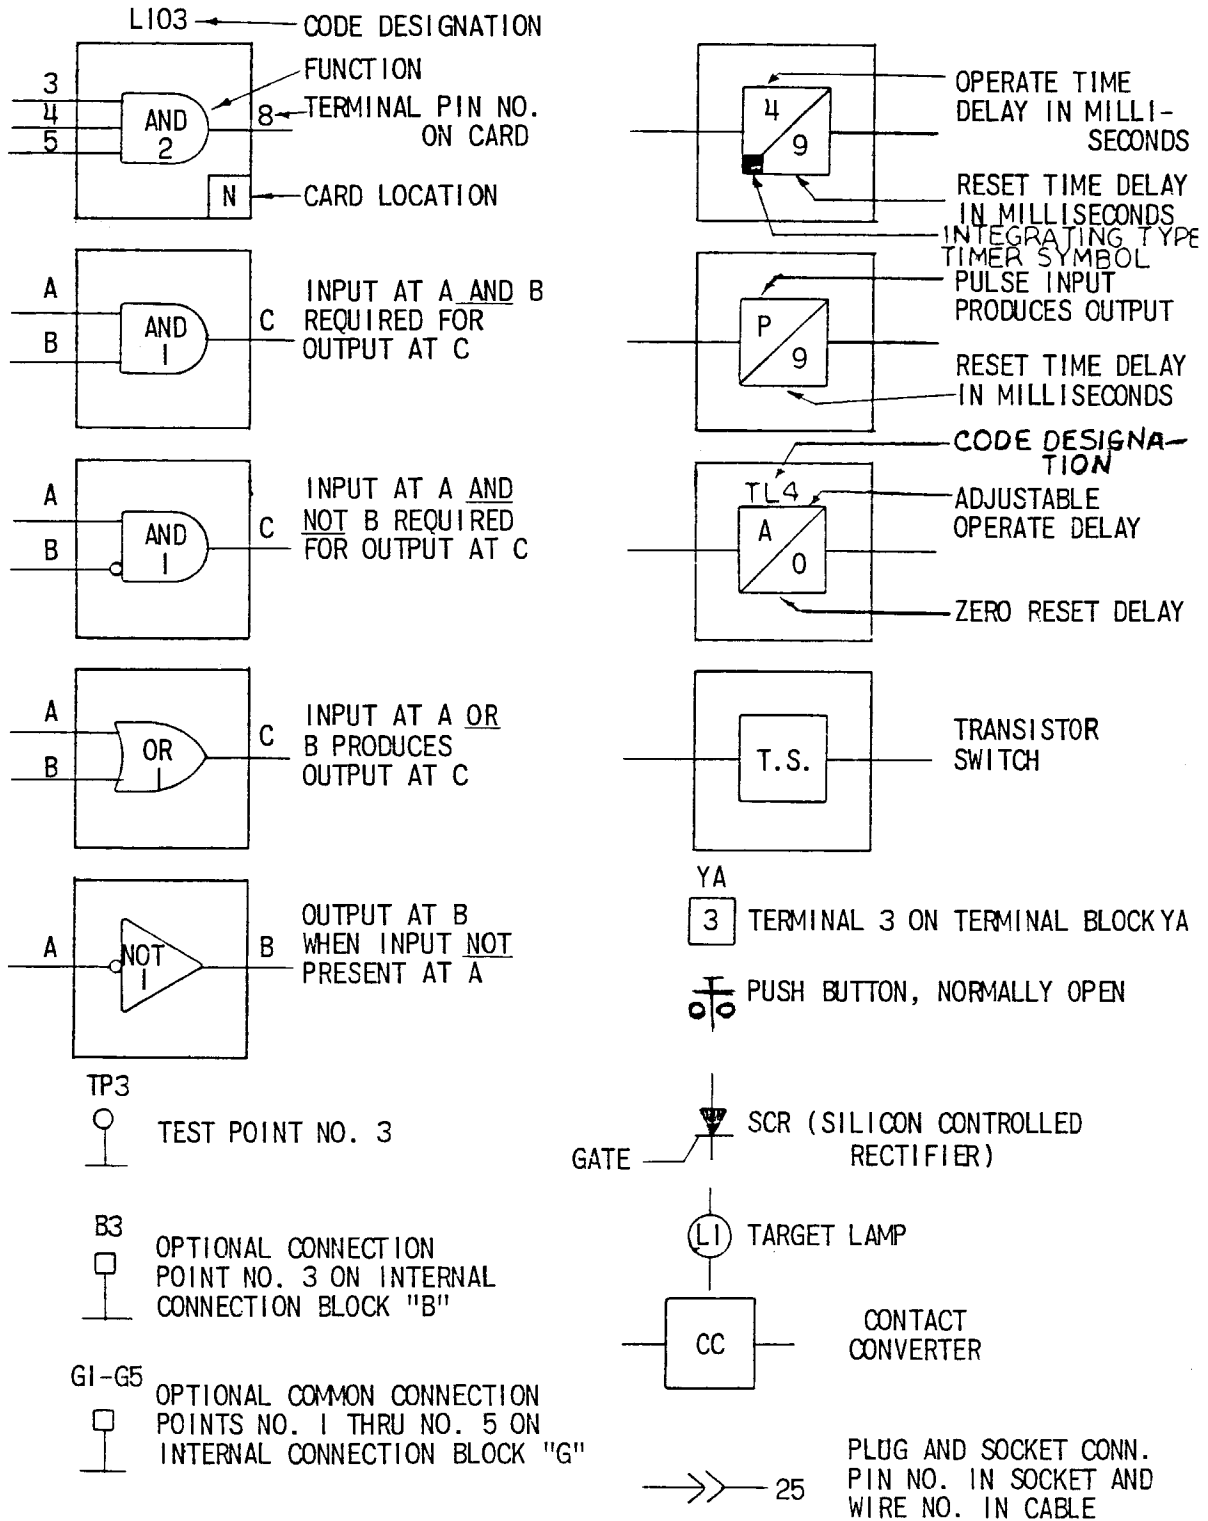 L103
CODE DESIGNATION
FUNCTION
3
4
5
AND
2
8
TERMINAL PIN NO.
ON CARD
N
CARD LOCATION
A
B
AND
1
C
INPUT AT A AND B
REQUIRED FOR
OUTPUT AT C
A
B
AND
1
C
INPUT AT A AND
NOT B REQUIRED
FOR OUTPUT AT C
A
B
OR
1
C
INPUT AT A OR
B PRODUCES
OUTPUT AT C
A
NOT
1
B
OUTPUT AT B
WHEN INPUT NOT
PRESENT AT A
TP3
TEST POINT NO. 3
B3
OPTIONAL CONNECTION
POINT NO. 3 ON INTERNAL
CONNECTION BLOCK "B"
G1-G5
OPTIONAL COMMON CONNECTION
POINTS NO. 1 THRU NO. 5 ON
INTERNAL CONNECTION BLOCK "G"
4
9
OPERATE TIME
DELAY IN MILLI-
SECONDS
RESET TIME DELAY
IN MILLISECONDS
INTEGRATING TYPE
TIMER SYMBOL
P
9
PULSE INPUT
PRODUCES OUTPUT
RESET TIME DELAY
IN MILLISECONDS
CODE DESIGNA-
TION
TL4
A
0
ADJUSTABLE
OPERATE DELAY
ZERO RESET DELAY
T.S.
TRANSISTOR
SWITCH
YA
3
TERMINAL 3 ON TERMINAL BLOCK YA
PUSH BUTTON, NORMALLY OPEN
SCR (SILICON CONTROLLED
RECTIFIER)
GATE
L1
TARGET LAMP
CC
CONTACT
CONVERTER
25
PLUG AND SOCKET CONN.
PIN NO. IN SOCKET AND
WIRE NO. IN CABLE